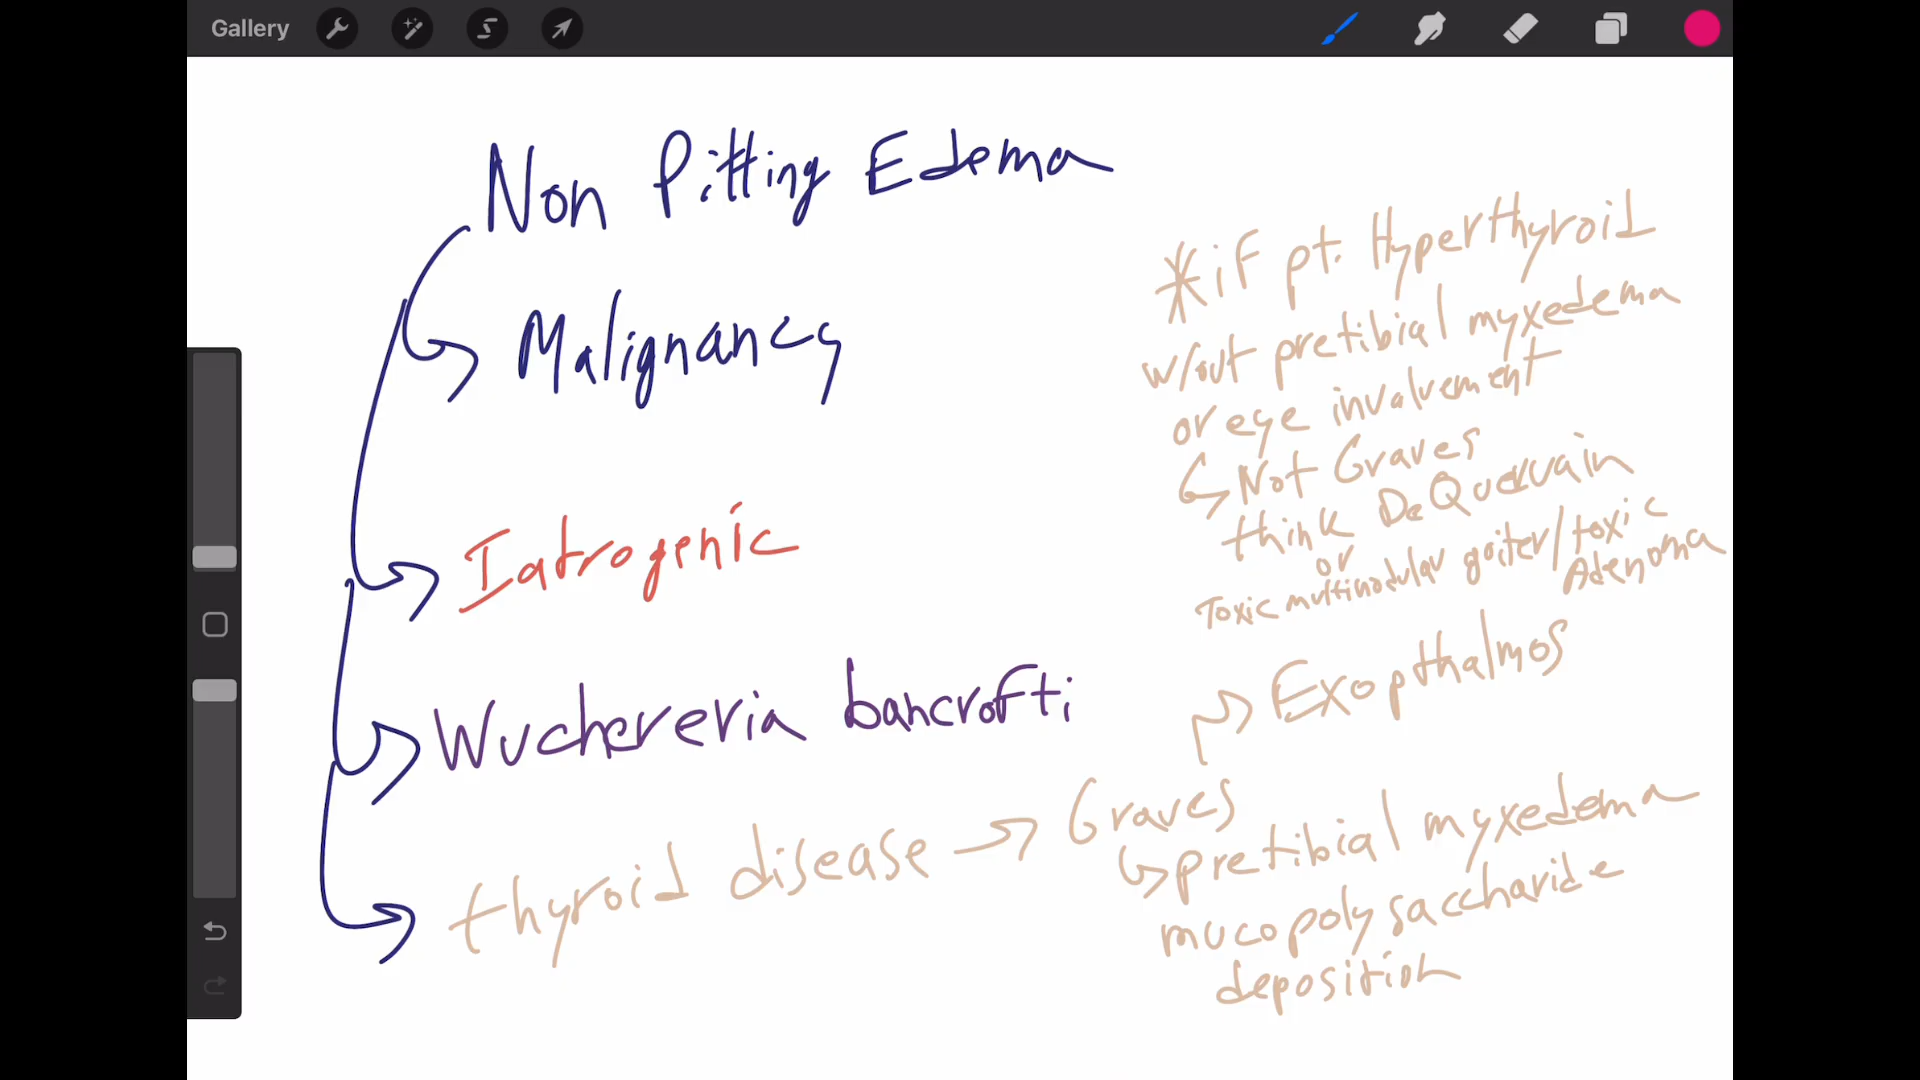 Gallery
Non Pitting Edema
Malignancy
Iatrogenic
Wuchereria bancrofti
thyroid disease → Graves
*if pt. Hyperthyroid
w/out pretibial myxedema
or eye involvement
Not Graves
think DeQuervain
or
Toxic multinodular goiter/toxic
Adenoma
Exopthalmos
pretibial myxedema
mucopolysaccharide
deposition